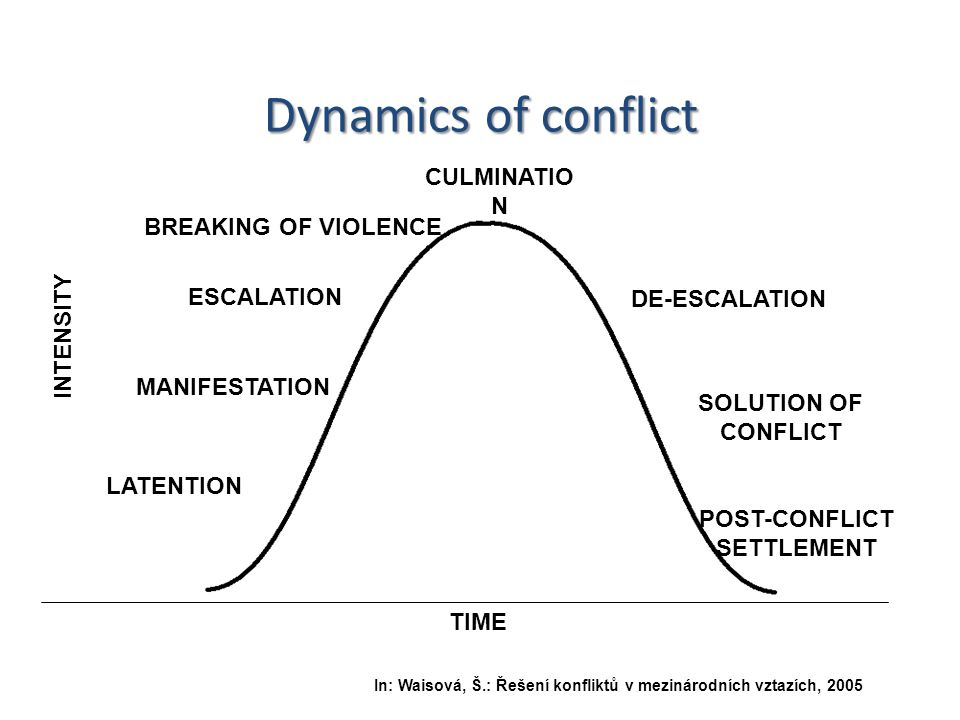 Dynamics of conflict
CULMINATIO
N
BREAKING OF VIOLENCE
ESCALATION
DE-ESCALATION
INTENSITY
MANIFESTATION
SOLUTION OF
CONFLICT
LATENTION
POST-CONFLICT
SETTLEMENT
TIME
In: Waisová, Š.: Řešení konfliktů v mezinárodních vztazích, 2005